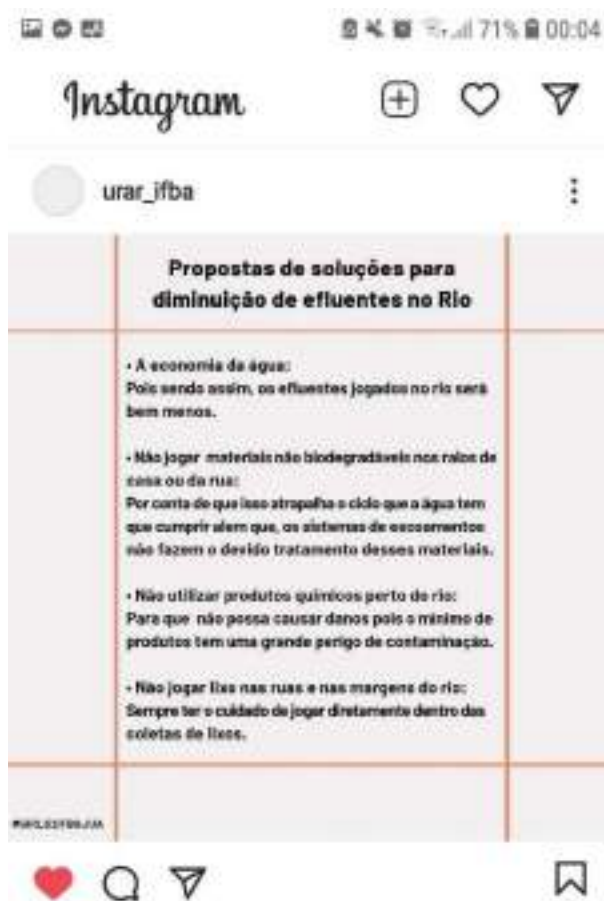 71% 00:04
Instagram
urar_ifba
Propostas de soluções para
diminuição de efluentes no Rio
• A economia da água:
Pois sendo assim, os efluentes jogados no rio será
bem menos.
• Não jogar materiais não biodegradáveis nos ralos de
casa ou da rua:
Por conta de que isso atrapalha o ciclo que a água tem
que cumprir alem que, os sistemas de escoamentos
não fazem o devido tratamento desses materiais.
• Não utilizar produtos químicos perto do rio:
Para que não possa causar danos pois o mínimo de
produtos tem uma grande perigo de contaminação.
• Não jogar lixo nas ruas e nas margens do rio:
Sempre ter o cuidado de jogar diretamente dentro das
coletas de lixos.